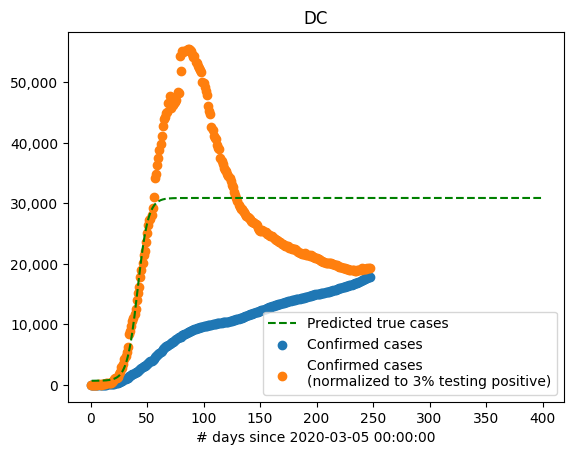 DC
50,000
40,000
30,000
20,000
10,000
0
Predicted true cases
Confirmed cases
Confirmed cases
(normalized to 3% testing positive)
0 50 100 150 200 250 300 350 400
# days since 2020-03-05 00:00:00